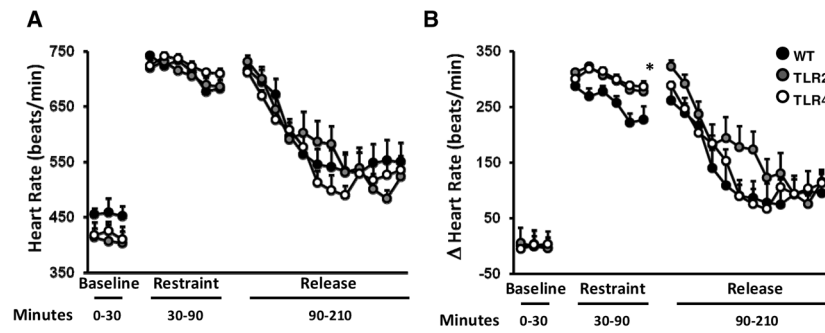 A
Heart Rate (beats/min)
750
650
550
450
350
Baseline Restraint Release
Minutes 0-30 30-90 90-210
B
Δ Heart Rate (beats/min)
350
250
150
50
-50
*
WT
TLR2
TLR4
Baseline Restraint Release
Minutes 0-30 30-90 90-210